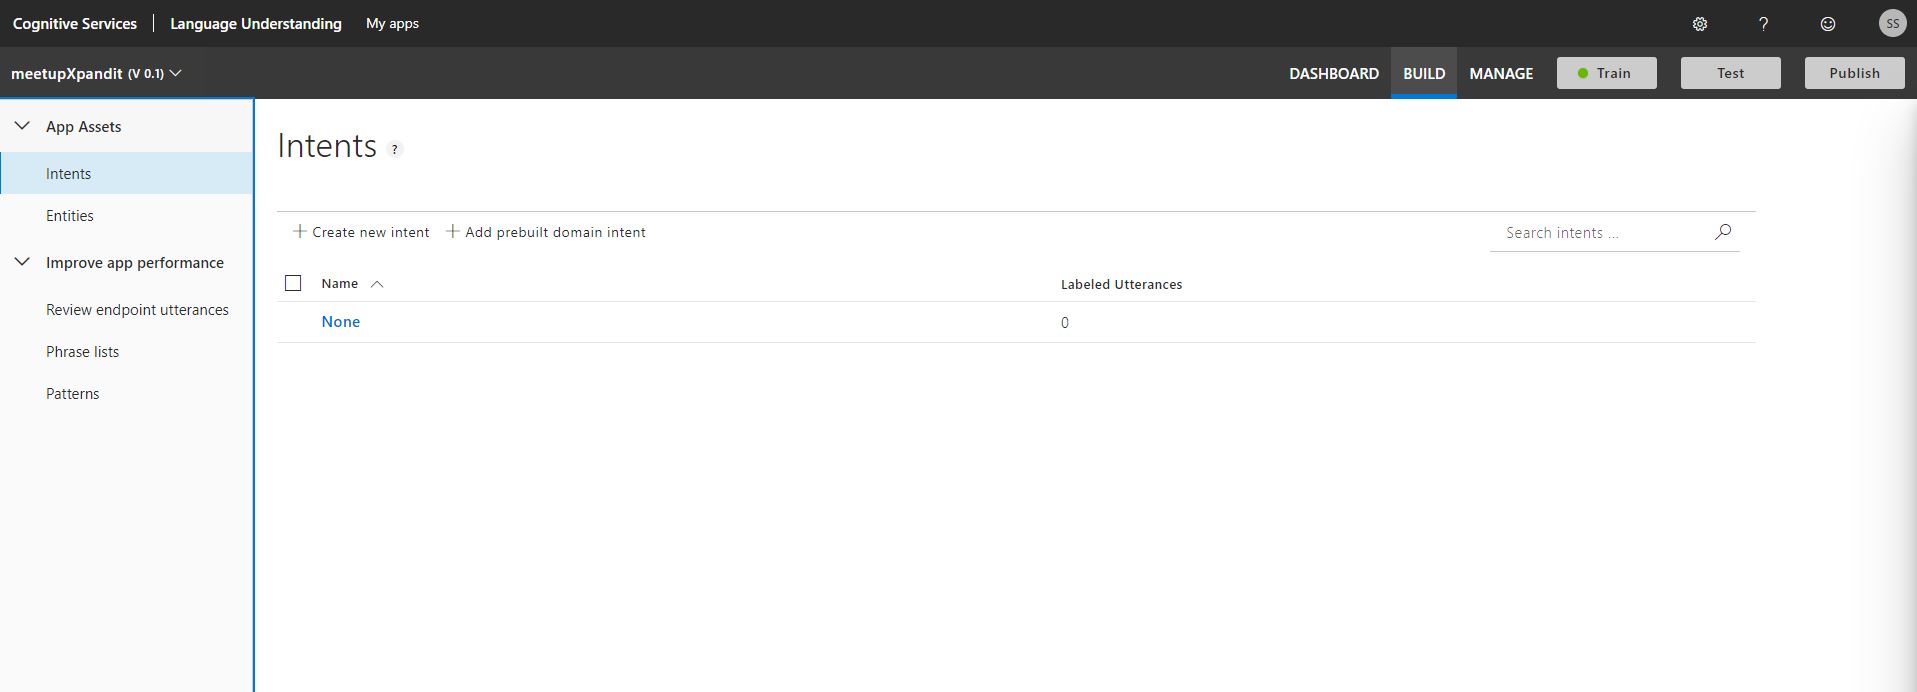 Cognitive Services | Language Understanding My apps ? SS
meetupXpandit (V 0.1) DASHBOARD BUILD MANAGE Train Test Publish
App Assets
Intents
Entities
Improve app performance
Review endpoint utterances
Phrase lists
Patterns
Intents ?
+ Create new intent + Add prebuilt domain intent Search intents ...
Name Labeled Utterances
None 0